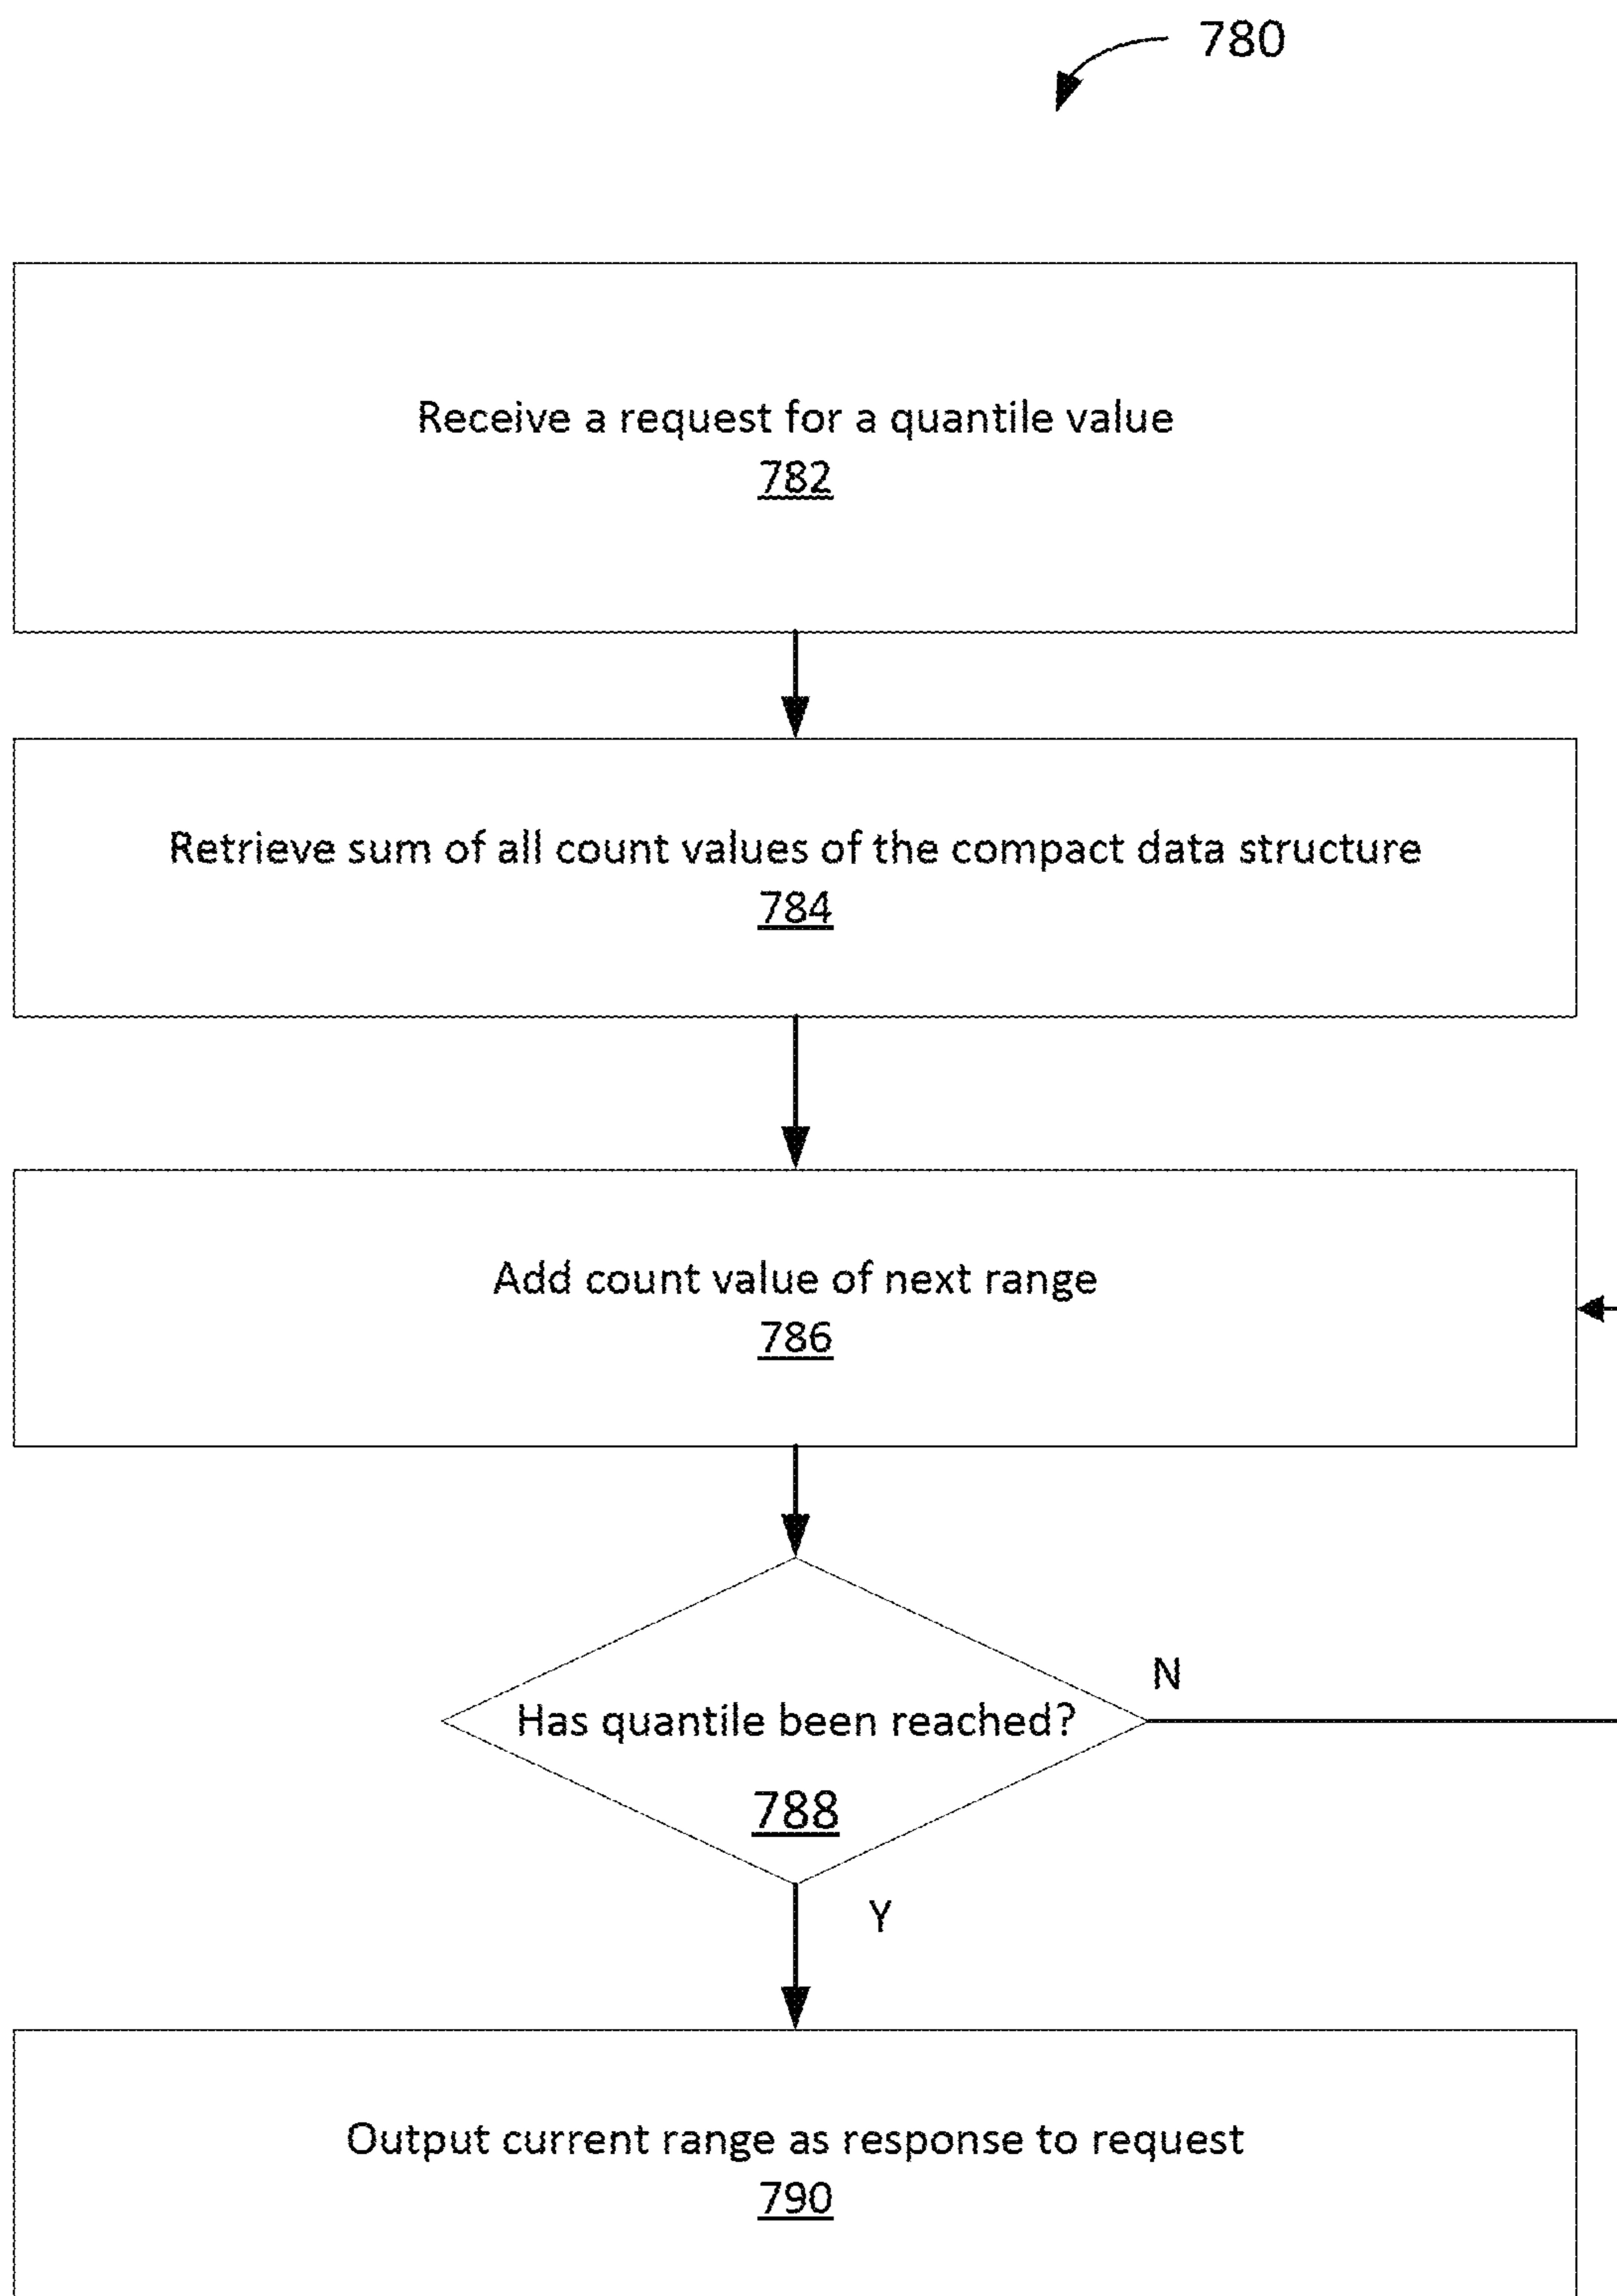 780
Receive a request for a quantile value
782
Retrieve sum of all count values of the compact data structure
784
Add count value of next range
786
N
Has quantile been reached?
788
Y
Output current range as response to request
790